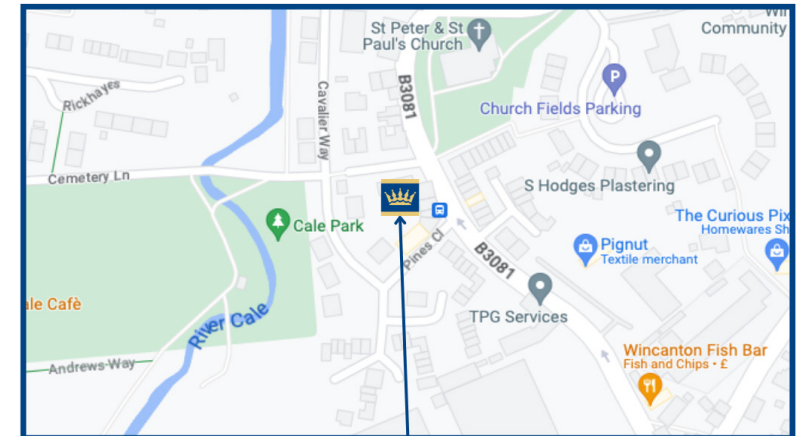 St Peter & St
Paul's Church
Community
Rickhayes
Cavalier Way
B3081
P
Church Fields Parking
Cemetery Ln
S Hodges Plastering
Cale Park
The Curious Pix
Homewares Sh
Pignut
Textile merchant
Pines Cl
B3081
ale Cafè
River Cale
TPG Services
Andrews Way
Wincanton Fish Bar
Fish and Chips • £